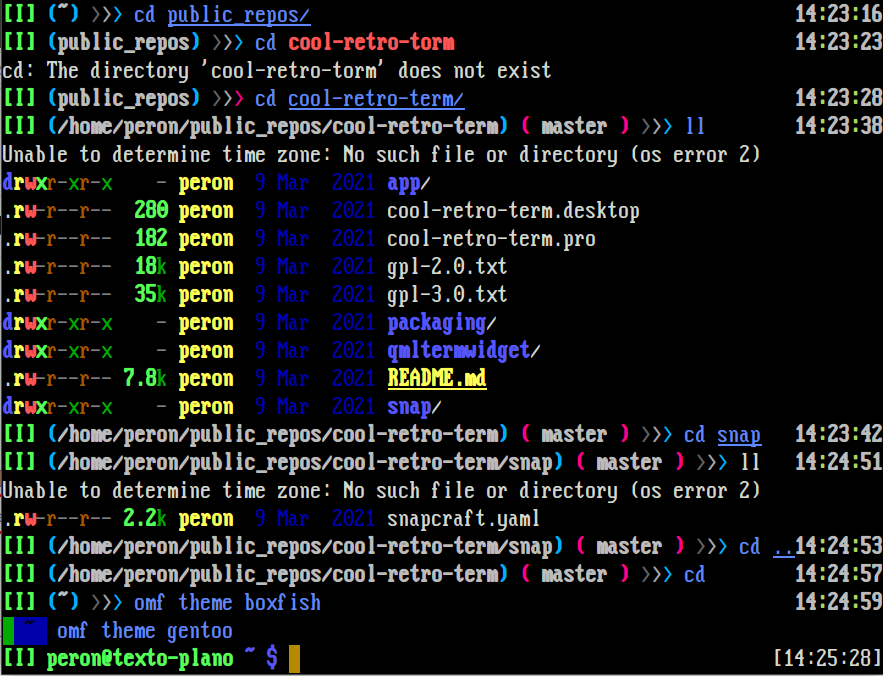 [I] (~) >>> cd public_repos/ 14:23:16
[I] (public_repos) >>> cd cool-retro-torm 14:23:23
cd: The directory 'cool-retro-torm' does not exist
[I] (public_repos) >>> cd cool-retro-term/ 14:23:28
[I] (/home/peron/public_repos/cool-retro-term) ( master ) >>> ll 14:23:38
Unable to determine time zone: No such file or directory (os error 2)
drwxr-xr-x - peron 9 Mar 2021 app/
.rw-r--r-- 280 peron 9 Mar 2021 cool-retro-term.desktop
.rw-r--r-- 182 peron 9 Mar 2021 cool-retro-term.pro
.rw-r--r-- 18k peron 9 Mar 2021 gpl-2.0.txt
.rw-r--r-- 35k peron 9 Mar 2021 gpl-3.0.txt
drwxr-xr-x - peron 9 Mar 2021 packaging/
drwxr-xr-x - peron 9 Mar 2021 qmltermwidget/
.rw-r--r-- 7.8k peron 9 Mar 2021 README.md
drwxr-xr-x - peron 9 Mar 2021 snap/
[I] (/home/peron/public_repos/cool-retro-term) ( master ) >>> cd snap 14:23:42
[I] (/home/peron/public_repos/cool-retro-term/snap) ( master ) >>> ll 14:24:51
Unable to determine time zone: No such file or directory (os error 2)
.rw-r--r-- 2.2k peron 9 Mar 2021 snapcraft.yaml
[I] (/home/peron/public_repos/cool-retro-term/snap) ( master ) >>> cd ..14:24:53
[I] (/home/peron/public_repos/cool-retro-term) ( master ) >>> cd 14:24:57
[I] (~) >>> omf theme boxfish 14:24:59
~ omf theme gentoo
[I] peron@texto-plano ~ $ [14:25:28]